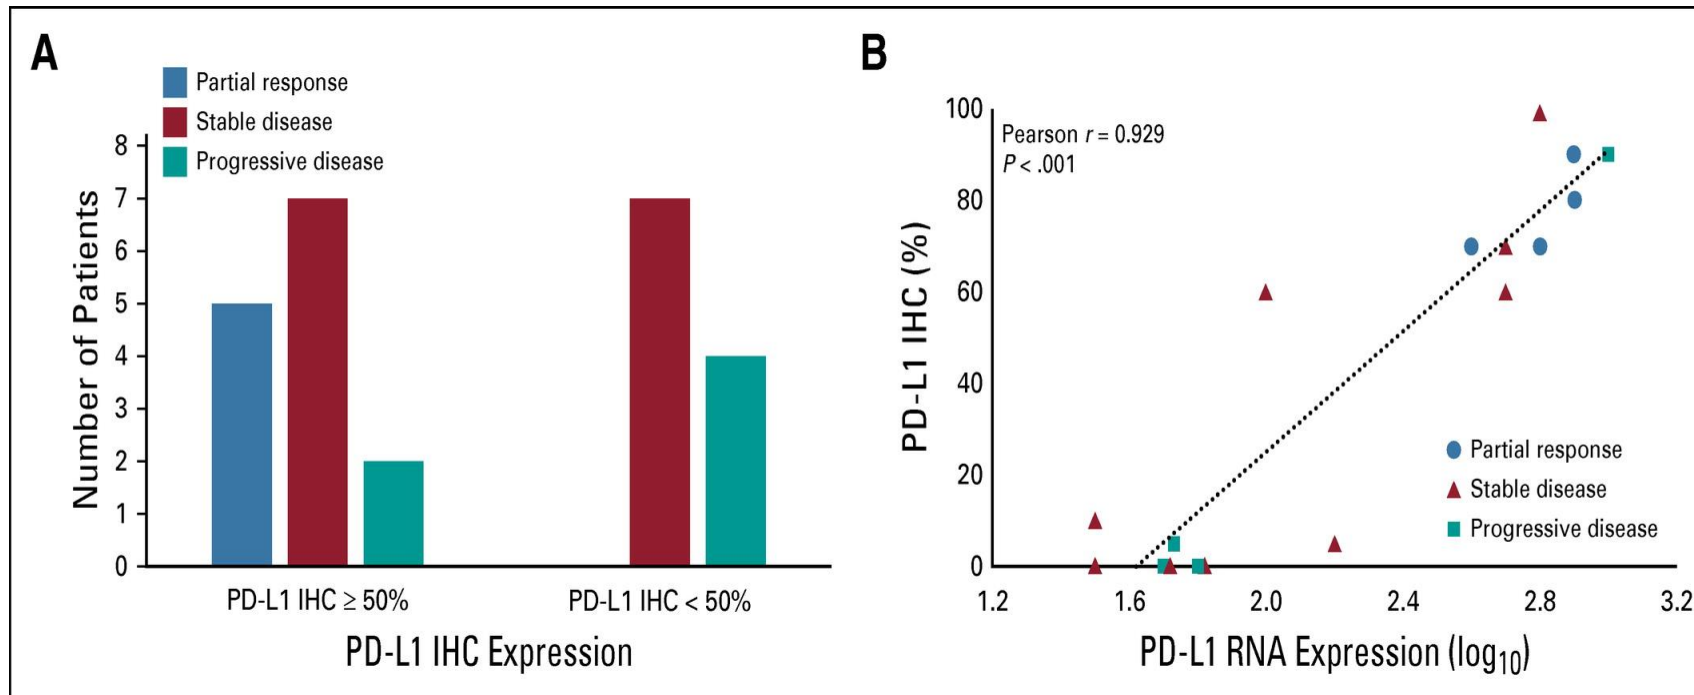 A
Partial response
Stable disease
Progressive disease
8
7
6
5
4
3
2
1
0
Number of Patients
PD-L1 IHC ≥ 50%
PD-L1 IHC < 50%
PD-L1 IHC Expression
B
Pearson r = 0.929
P < .001
100
80
60
40
20
0
PD-L1 IHC (%)
Partial response
Stable disease
Progressive disease
1.2
1.6
2.0
2.4
2.8
3.2
PD-L1 RNA Expression (log10)